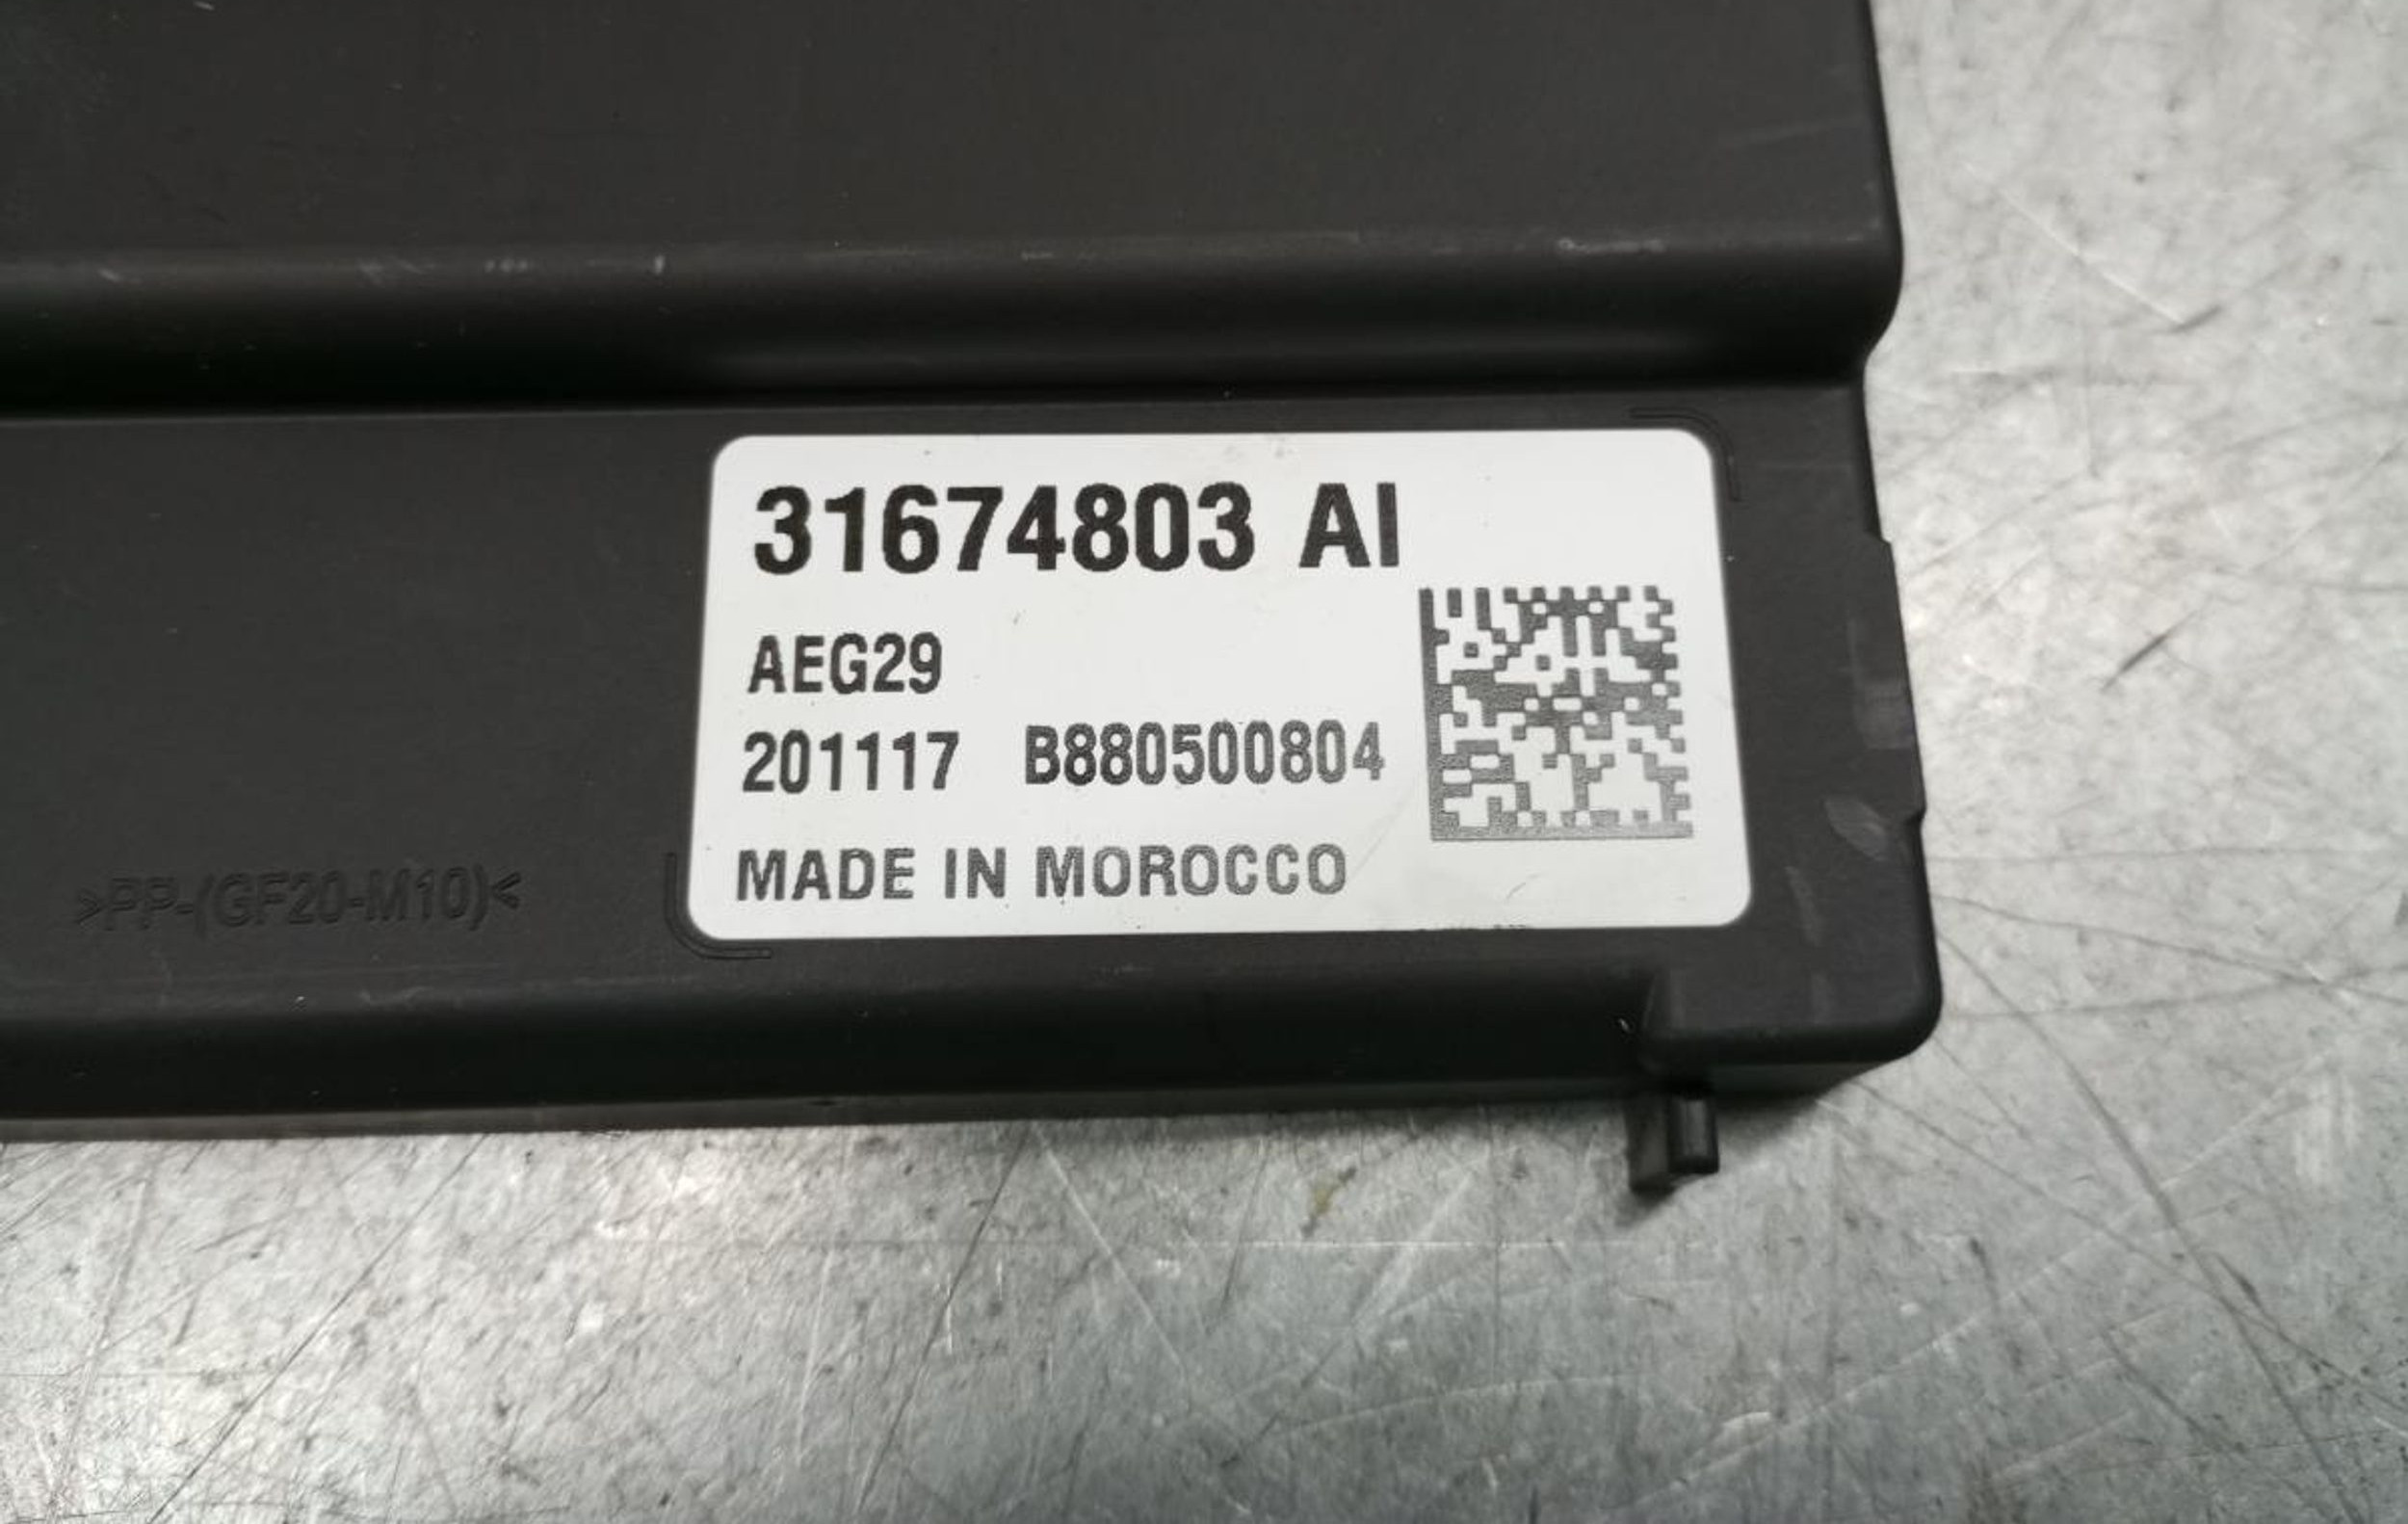 31674803 AI
AEG29
201117 B880500804
MADE IN MOROCCO
>PP-(GF20-M10)<